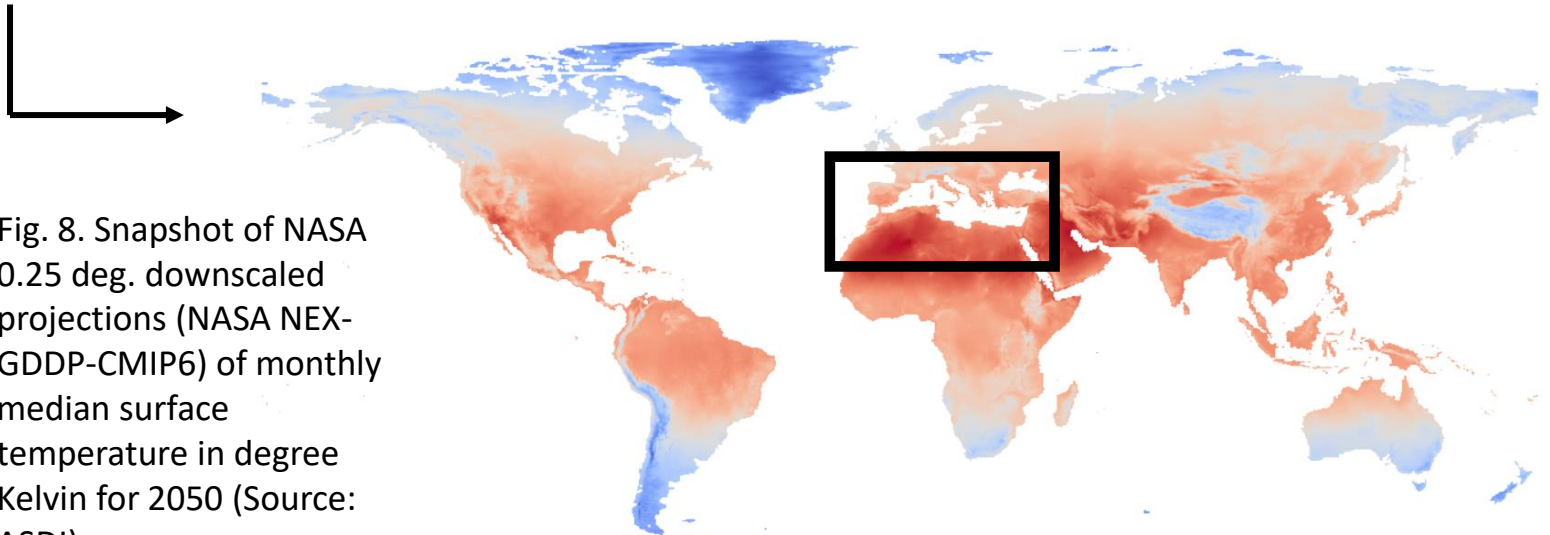 Fig. 8. Snapshot of NASA
0.25 deg. downscaled
projections (NASA NEX-
GDDP-CMIP6) of monthly
median surface
temperature in degree
Kelvin for 2050 (Source: